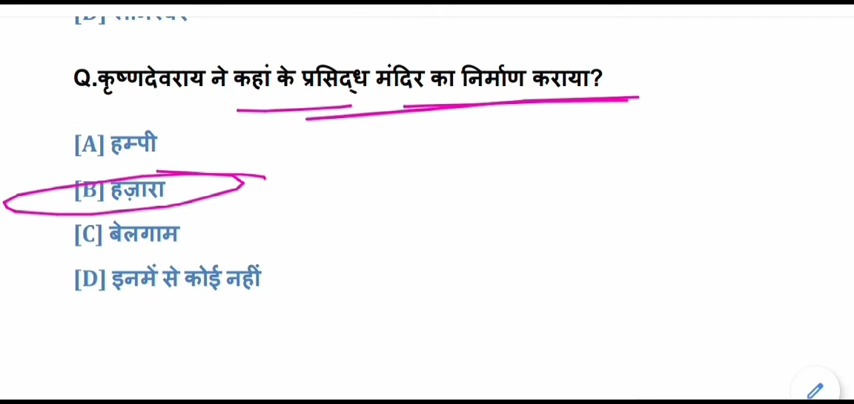 Q.कृष्णदेवराय ने कहां के प्रसिद्ध मंदिर का निर्माण कराया?
[A] हम्पी
[B] हज़ारा
[C] बेलगाम
[D] इनमें से कोई नहीं